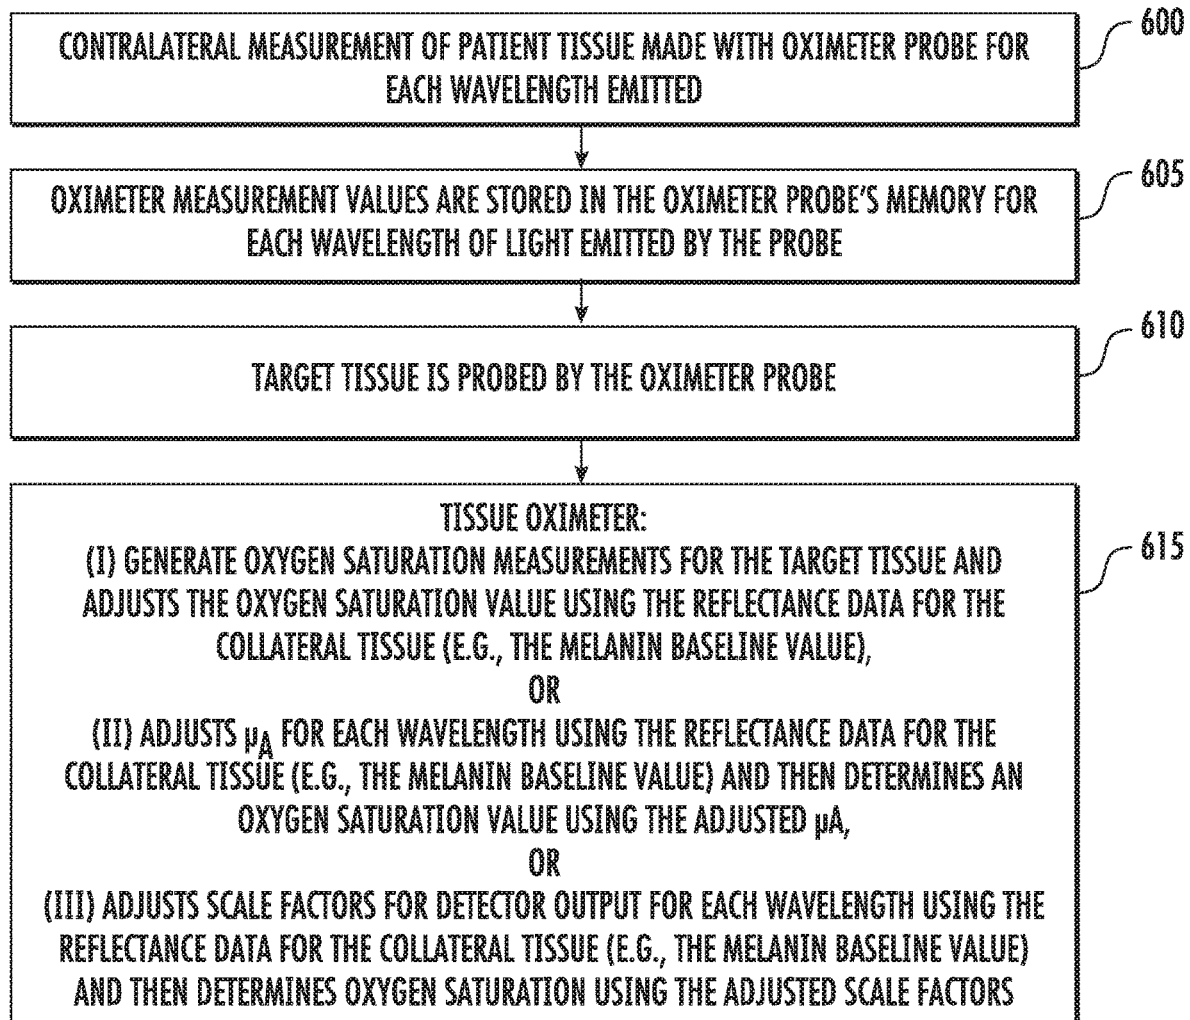 CONTRALATERAL MEASUREMENT OF PATIENT TISSUE MADE WITH OXIMETER PROBE FOR
EACH WAVELENGTH EMITTED
600
OXIMETER MEASUREMENT VALUES ARE STORED IN THE OXIMETER PROBE'S MEMORY FOR
EACH WAVELENGTH OF LIGHT EMITTED BY THE PROBE
605
TARGET TISSUE IS PROBED BY THE OXIMETER PROBE
610
TISSUE OXIMETER:
(I) GENERATE OXYGEN SATURATION MEASUREMENTS FOR THE TARGET TISSUE AND
ADJUSTS THE OXYGEN SATURATION VALUE USING THE REFLECTANCE DATA FOR THE
COLLATERAL TISSUE (E.G., THE MELANIN BASELINE VALUE),
OR
(II) ADJUSTS μA FOR EACH WAVELENGTH USING THE REFLECTANCE DATA FOR THE
COLLATERAL TISSUE (E.G., THE MELANIN BASELINE VALUE) AND THEN DETERMINES AN
OXYGEN SATURATION VALUE USING THE ADJUSTED μA,
OR
(III) ADJUSTS SCALE FACTORS FOR DETECTOR OUTPUT FOR EACH WAVELENGTH USING THE
REFLECTANCE DATA FOR THE COLLATERAL TISSUE (E.G., THE MELANIN BASELINE VALUE)
AND THEN DETERMINES OXYGEN SATURATION USING THE ADJUSTED SCALE FACTORS
615